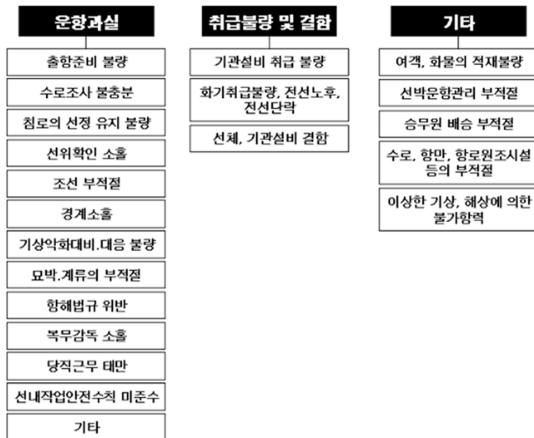 운항과실
출항준비 불량
수로조사 불충분
침로의 선정 유지 불량
선위확인 소홀
조선 부적절
경계소홀
기상악화대비.대응 불량
묘박.계류의 부적절
항해법규 위반
복무감독 소홀
당직근무 태만
선내작업안전수칙 미준수
기타
취급불량 및 결함
기관설비 취급 불량
화기취급불량, 전선노후,
전선단락
선체, 기관설비 결함
기타
여객, 화물의 적재불량
선박운항관리 부적절
승무원 배승 부적절
수로, 항만, 항로원조시설
등의 부적절
이상한 기상, 해상에 의한
불가항력